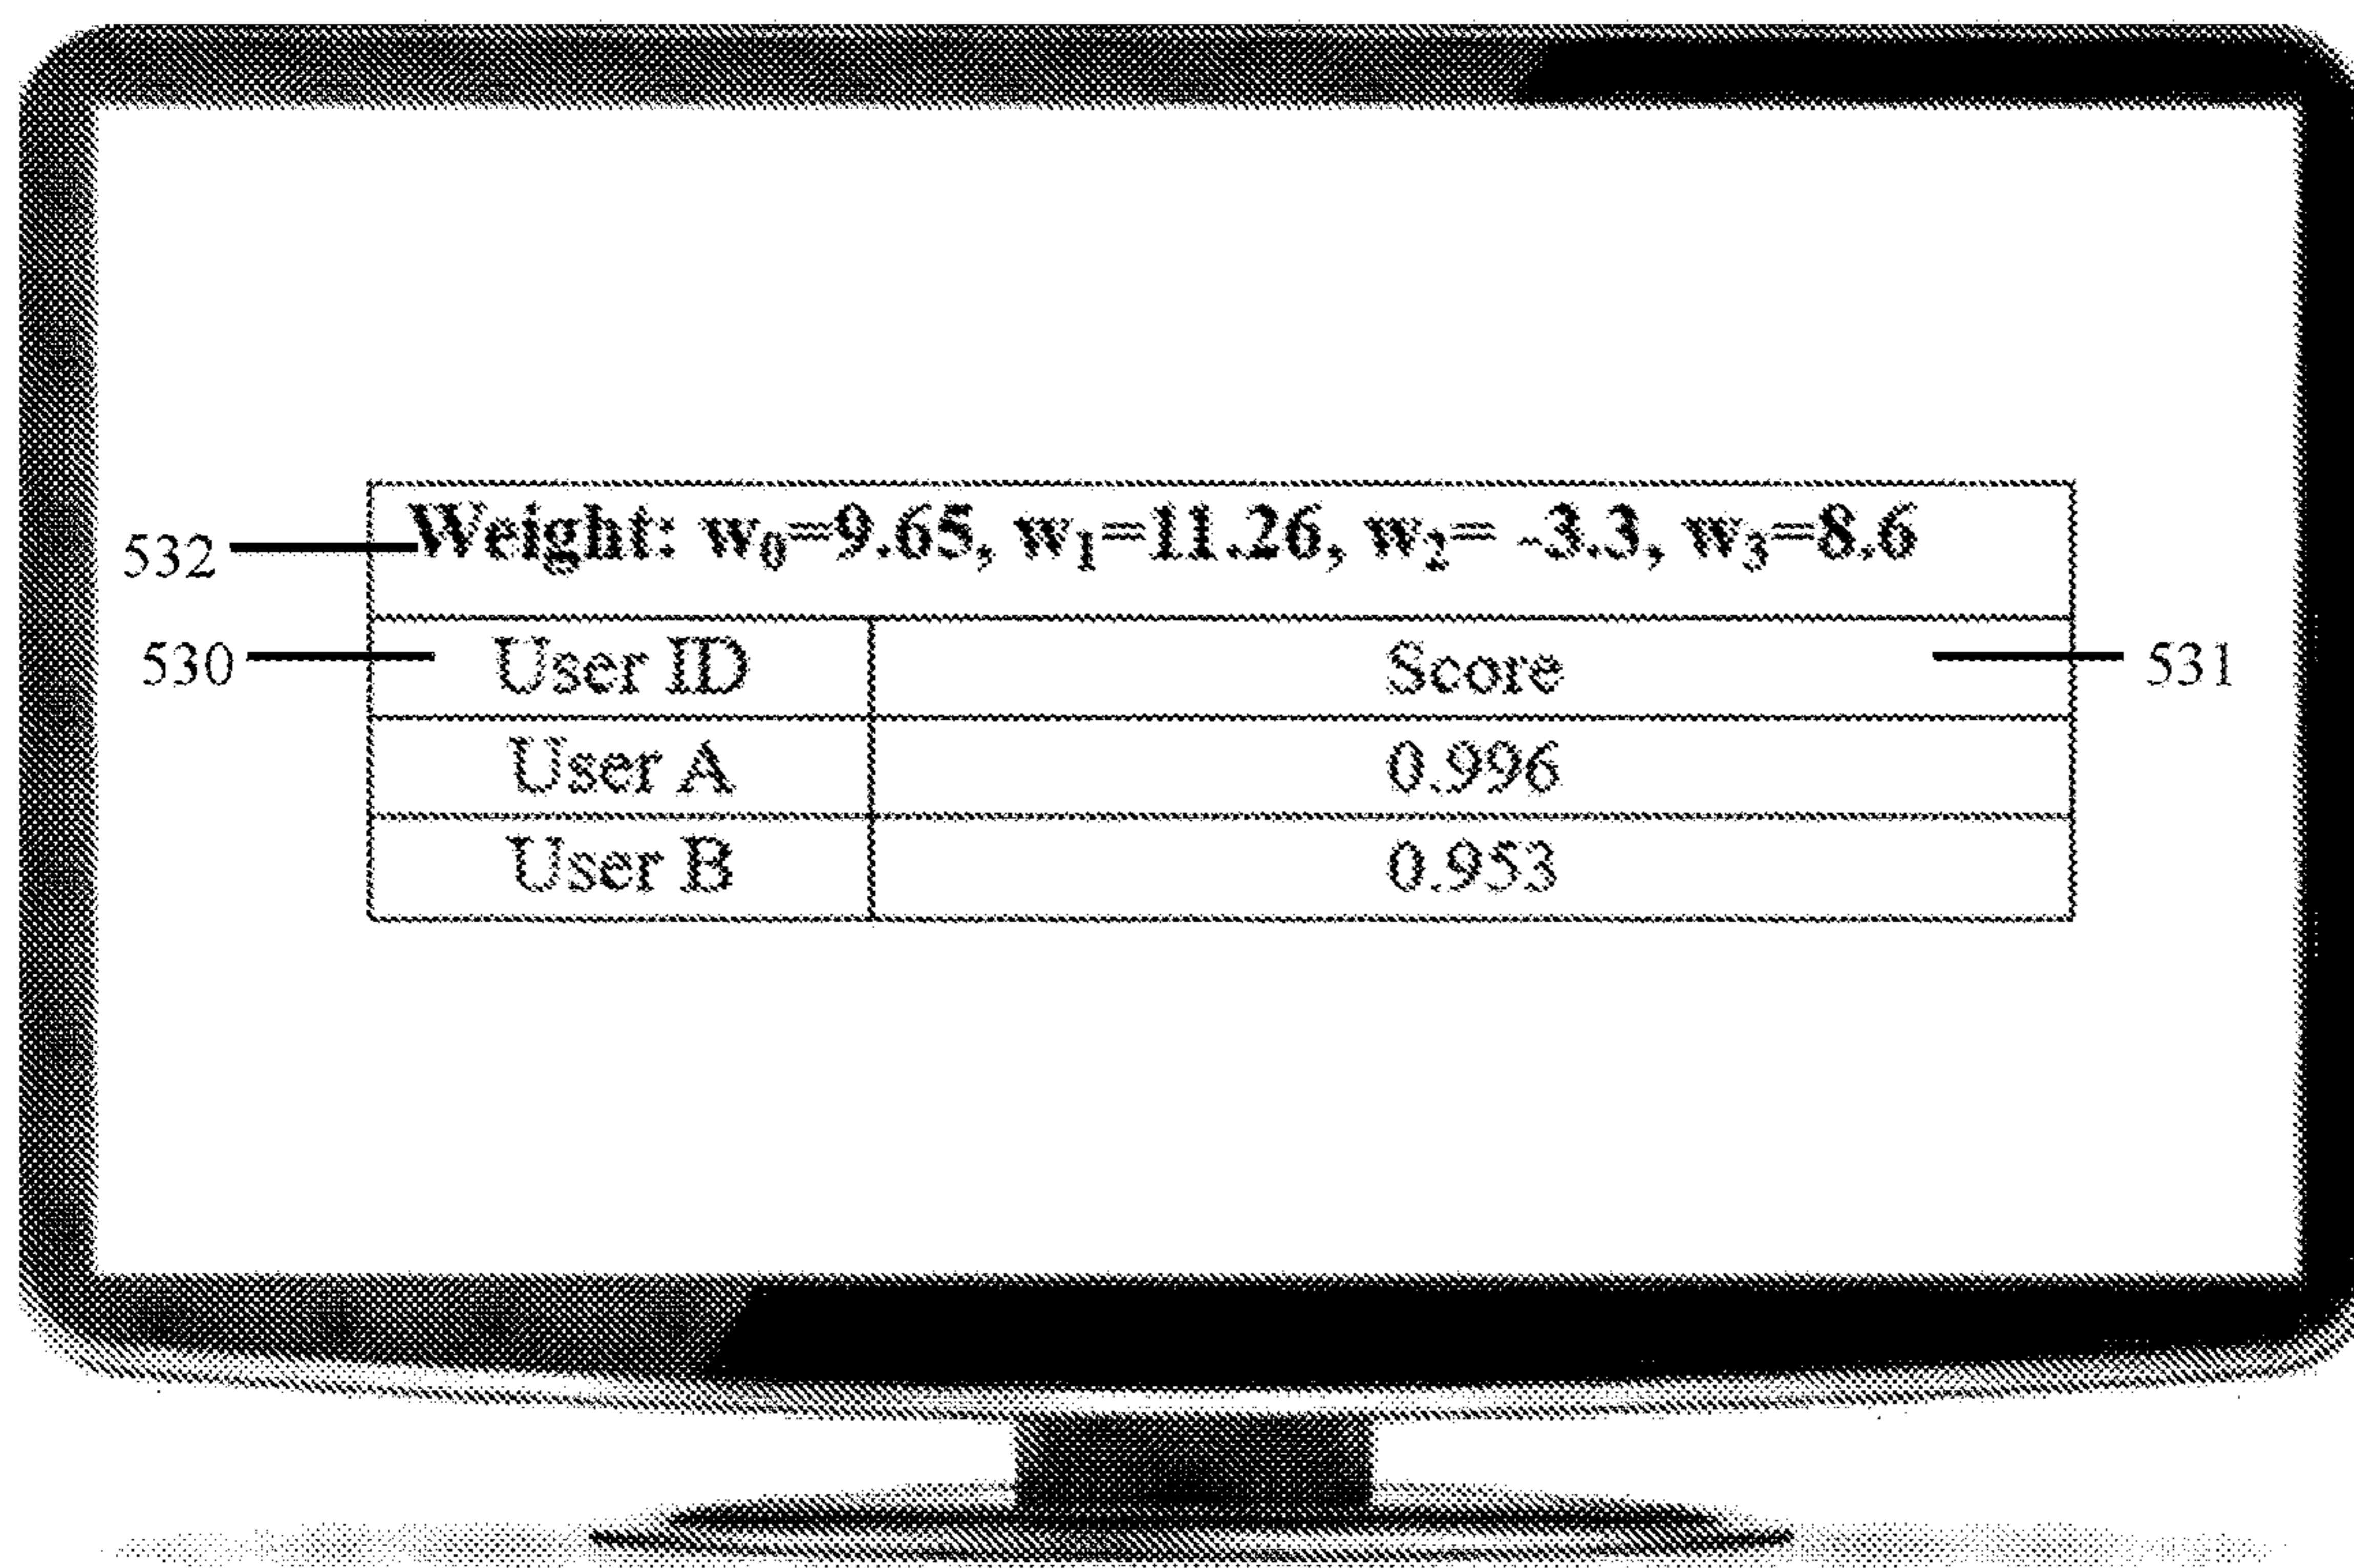 532 Weight: w₀=9.65, w₁=11.26, w₂= -3.3, w₃=8.6
530 User ID Score 531
User A 0.996
User B 0.953